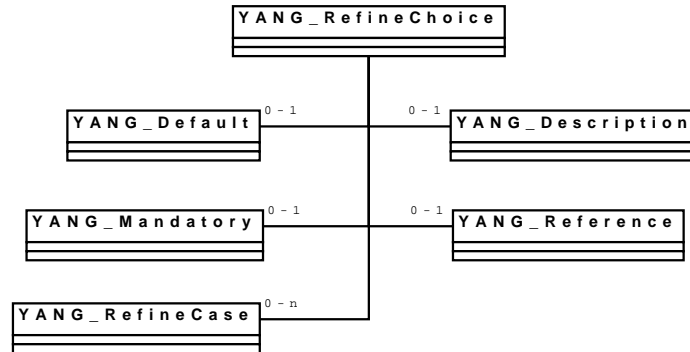 YANG_RefineChoice
0-1 0-1
YANG_Default YANG_Description
0-1 0-1
YANG_Mandatory YANG_Reference
0-n
YANG_RefineCase